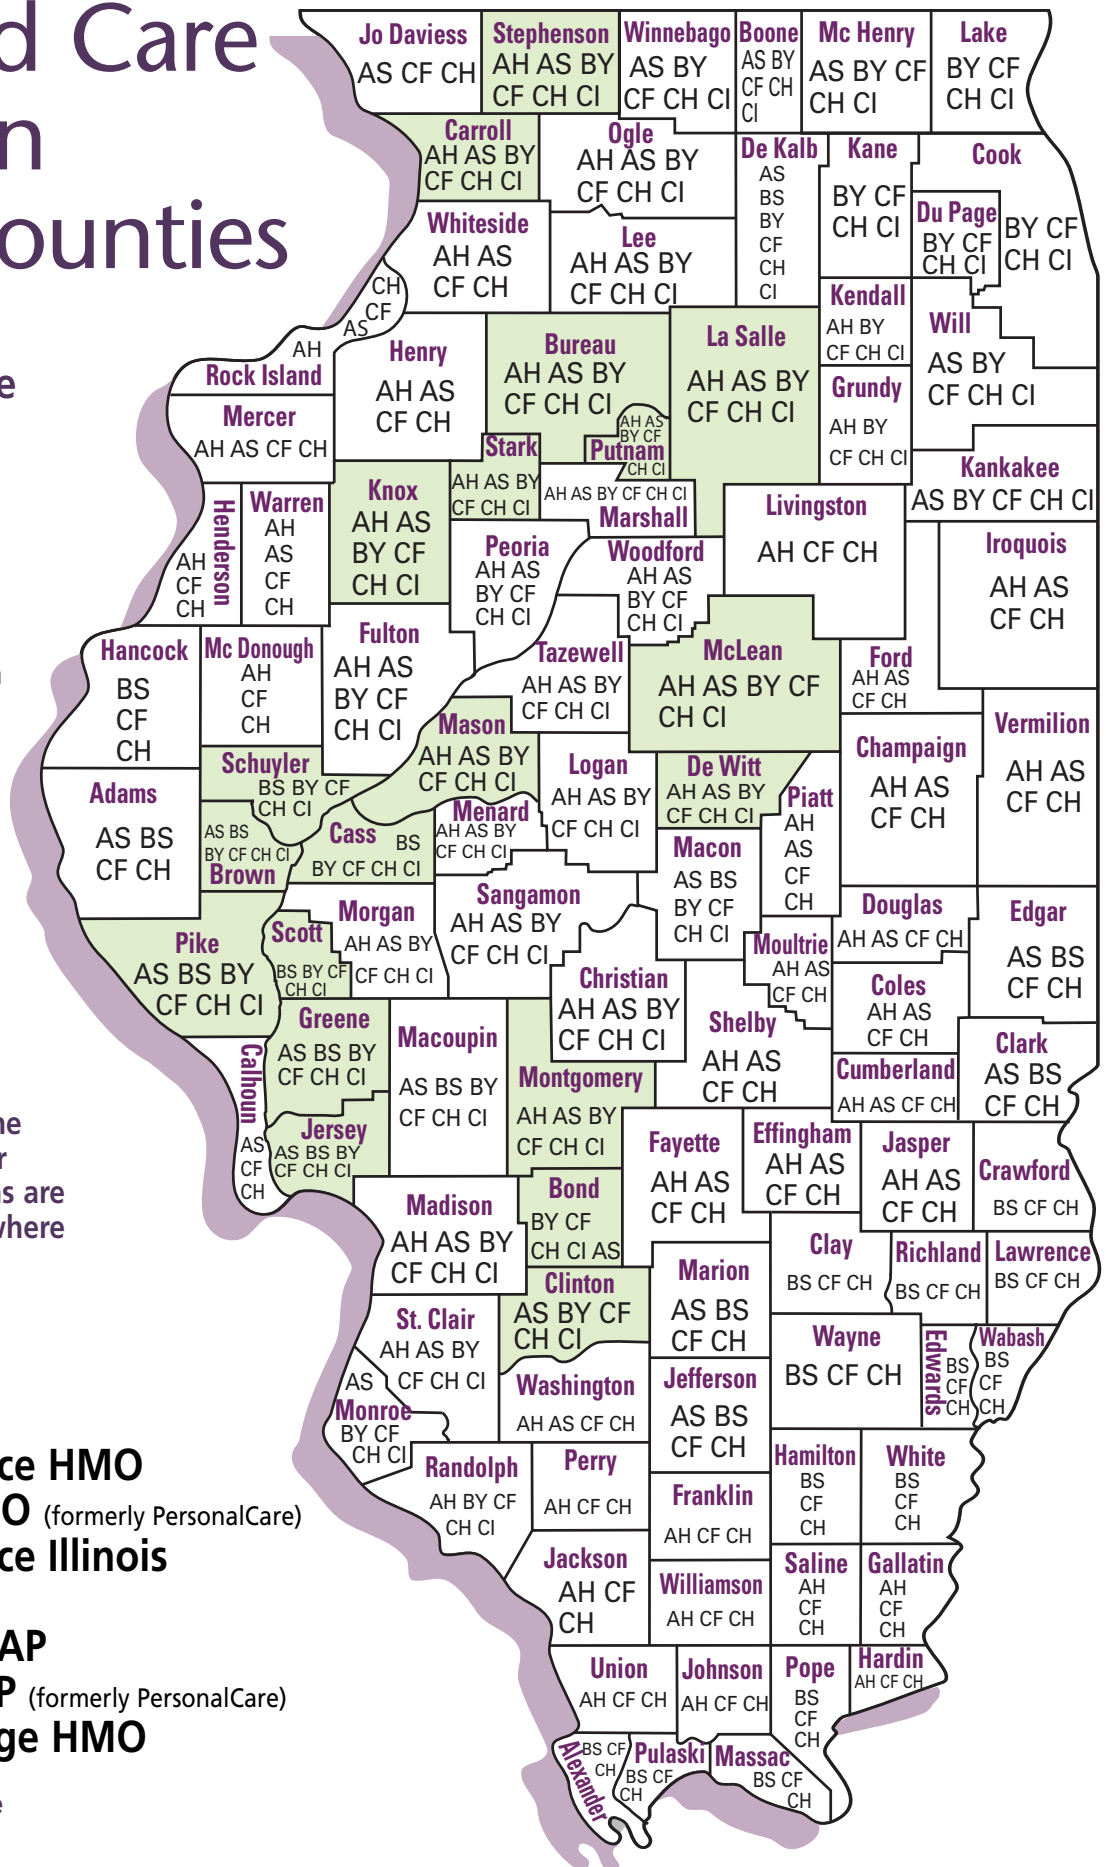 d Care
n
ounties
e
ne
r
ns are
where
ce HMO
O (formerly PersonalCare)
ce Illinois
AP
P (formerly PersonalCare)
ge HMO
e
Jo Daviess
AS CF CH
Stephenson
AH AS BY
CF CH CI
Winnebago
AS BY
CF CH CI
Boone
AS BY
CF CH
CI
Mc Henry
AS BY CF
CH CI
Lake
BY CF
CH CI
Carroll
AH AS BY
CF CH CI
Ogle
AH AS BY
CF CH CI
De Kalb
AS
BS
BY
CF
CH
CI
Kane
BY CF
CH CI
Cook
BY CF
CH CI
Du Page
BY CF
CH CI
Whiteside
AH AS
CF CH
Lee
AH AS BY
CF CH CI
Kendall
AH BY
CF CH CI
Will
AS BY
CF CH CI
CH
CF
AS
AH
Rock Island
Henry
AH AS
CF CH
Bureau
AH AS BY
CF CH CI
La Salle
AH AS BY
CF CH CI
Grundy
AH BY
CF CH CI
Mercer
AH AS CF CH
AH AS
BY CF
Putnam
CH CI
Stark
AH AS BY
CF CH CI
Kankakee
AS BY CF CH CI
Henderson
AH
CF
CH
Warren
AH
AS
CF
CH
Knox
AH AS
BY CF
CH CI
AH AS BY CF CH CI
Marshall
Livingston
AH CF CH
Iroquois
AH AS
CF CH
Peoria
AH AS
BY CF
CH CI
Woodford
AH AS
BY CF
CH CI
Hancock
BS
CF
CH
Mc Donough
AH
CF
CH
Fulton
AH AS
BY CF
CH CI
Tazewell
AH AS BY
CF CH CI
McLean
AH AS BY CF
CH CI
Ford
AH AS
CF CH
Vermilion
AH AS
CF CH
Mason
AH AS BY
CF CH CI
Champaign
AH AS
CF CH
Schuyler
BS BY CF
CH CI
Logan
AH AS BY
CF CH CI
De Witt
AH AS BY
CF CH CI
Piatt
AH
AS
CF
CH
Adams
AS BS
CF CH
AS BS
BY CF CH CI
Brown
Cass
BS
BY CF CH CI
Menard
AH AS BY
CF CH CI
Macon
AS BS
BY CF
CH CI
Sangamon
AH AS BY
CF CH CI
Morgan
AH AS BY
CF CH CI
Douglas
AH AS CF CH
Edgar
AS BS
CF CH
Pike
AS BS BY
CF CH CI
Scott
BS BY CF
CH CI
Moultrie
AH AS
CF CH
Christian
AH AS BY
CF CH CI
Coles
AH AS
CF CH
Greene
AS BS BY
CF CH CI
Macoupin
AS BS BY
CF CH CI
Shelby
AH AS
CF CH
Clark
AS BS
CF CH
Calhoun
AS
CF
CH
Montgomery
AH AS BY
CF CH CI
Cumberland
AH AS CF CH
Jersey
AS BS BY
CF CH CI
Fayette
AH AS
CF CH
Effingham
AH AS
CF CH
Jasper
AH AS
CF CH
Crawford
BS CF CH
Madison
AH AS BY
CF CH CI
Bond
BY CF
CH CI AS
Clay
BS CF CH
Richland
BS CF CH
Lawrence
BS CF CH
Clinton
AS BY CF
CH CI
Marion
AS BS
CF CH
St. Clair
AH AS BY
CF CH CI
Wayne
BS CF CH
Edwards
BS
CF
CH
Wabash
BS
CF
CH
AS
Monroe
BY CF
CH CI
Washington
AH AS CF CH
Jefferson
AS BS
CF CH
Randolph
AH BY CF
CH CI
Perry
AH CF CH
Hamilton
BS
CF
CH
White
BS
CF
CH
Franklin
AH CF CH
Jackson
AH CF
CH
Williamson
AH CF CH
Saline
AH
CF
CH
Gallatin
AH
CF
CH
Union
AH CF CH
Johnson
AH CF CH
Pope
BS
CF
CH
Hardin
AH CF CH
Alexander
BS CF
CH
Pulaski
BS CF
CH
Massac
BS CF
CH